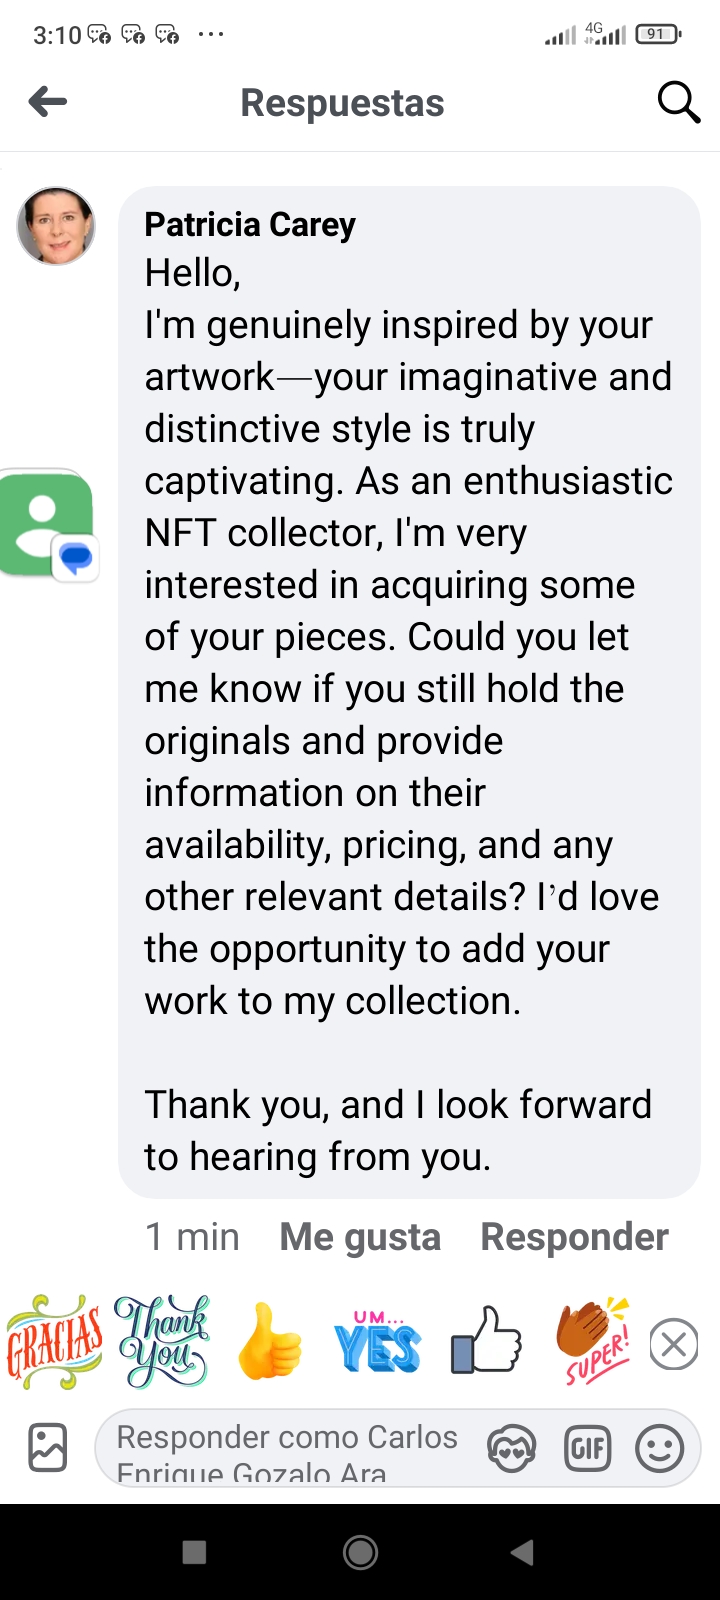 3:10
4G
91
Respuestas
Patricia Carey
Hello,
I'm genuinely inspired by your
artwork—your imaginative and
distinctive style is truly
captivating. As an enthusiastic
NFT collector, I'm very
interested in acquiring some
of your pieces. Could you let
me know if you still hold the
originals and provide
information on their
availability, pricing, and any
other relevant details? I’d love
the opportunity to add your
work to my collection.
Thank you, and I look forward
to hearing from you.
1 min Me gusta Responder
GRACIAS
Thank You
UM... YES
SUPER!
Responder como Carlos
Enrique Gozalo Ara
GIF